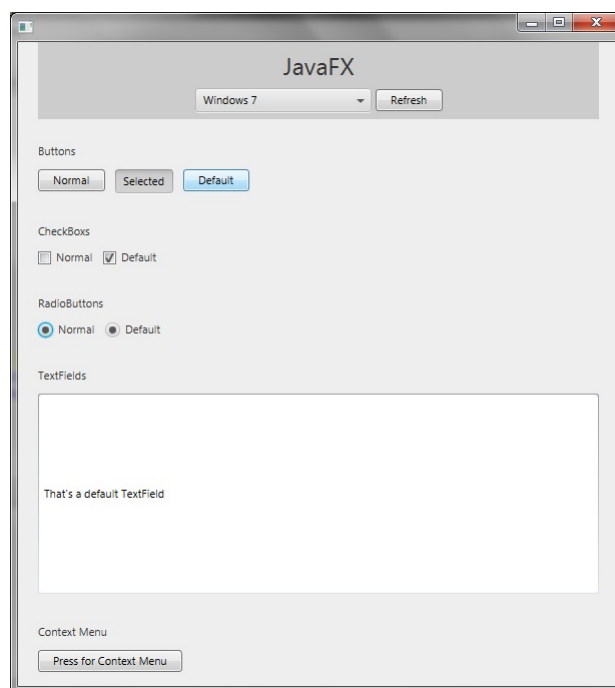 JavaFX
Windows 7 Refresh
Buttons
Normal Selected Default
CheckBoxs
Normal Default
RadioButtons
Normal Default
TextFields
That's a default TextField
Context Menu
Press for Context Menu